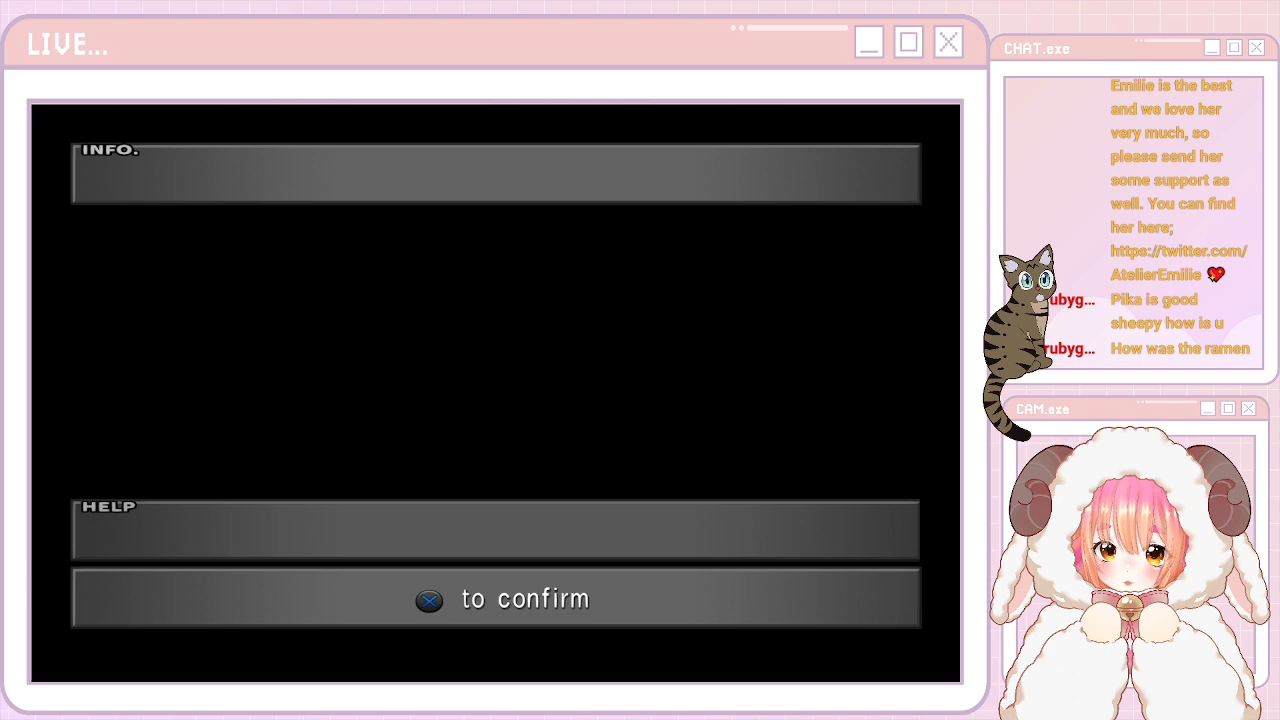 LIVE...
INFO.
HELP
to confirm
CHAT.exe
Emilie is the best
and we love her
very much, so
please send her
some support as
well. You can find
her here;
https://twitter.com/
AtelierEmilie
ubyg... Pika is good
sheepy how is u
rubyg... How was the ramen
CAM.exe